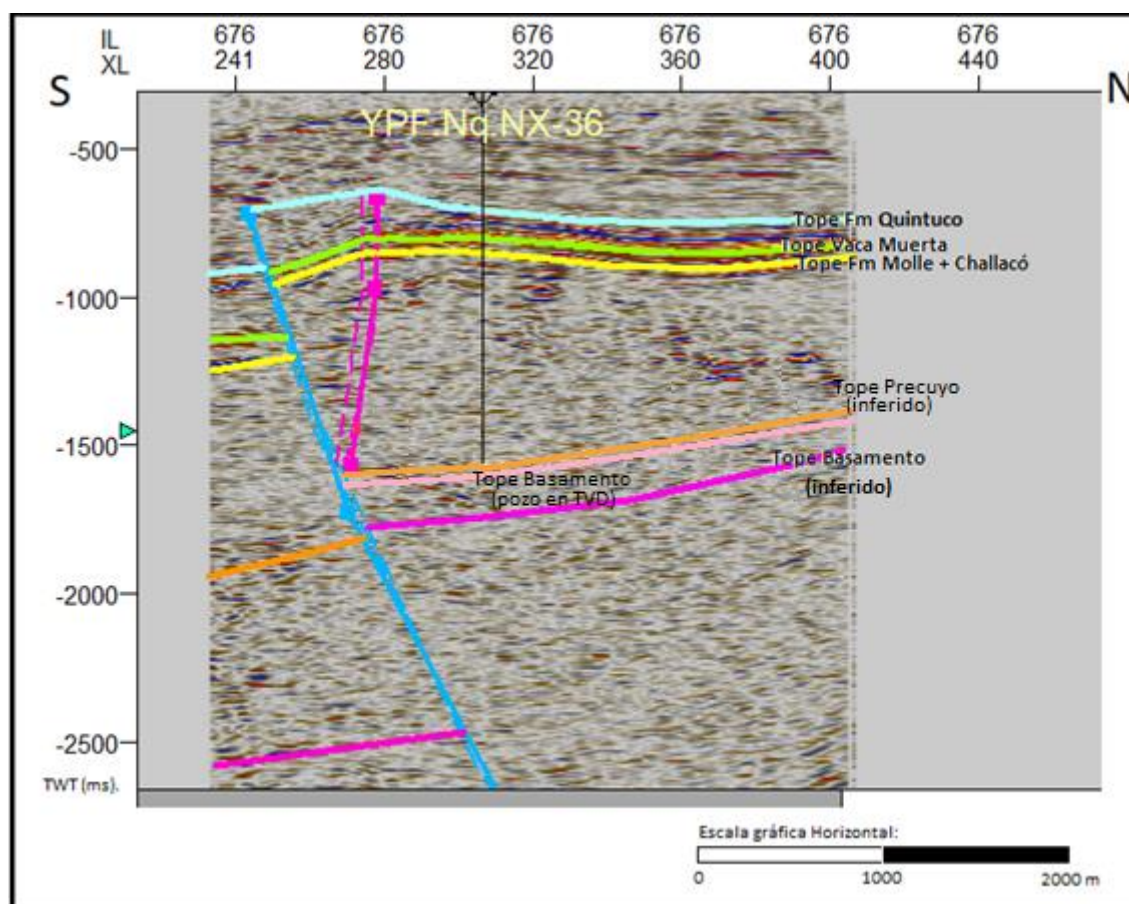 IL 676 676 676 676 676 676
XL 241 280 320 360 400 440
S N
YPF.Nq.NX-36
-500
Tope Fm Quintuco
Tope Vaca Muerta
Tope Fm Molle + Challacó
-1000
Tope Precuyo
(inferido)
-1500
Tope Basamento
(inferido)
Tope Basamento
(pozo en TVD)
-2000
-2500
TWT (ms).
Escala gráfica Horizontal:
0 1000 2000 m